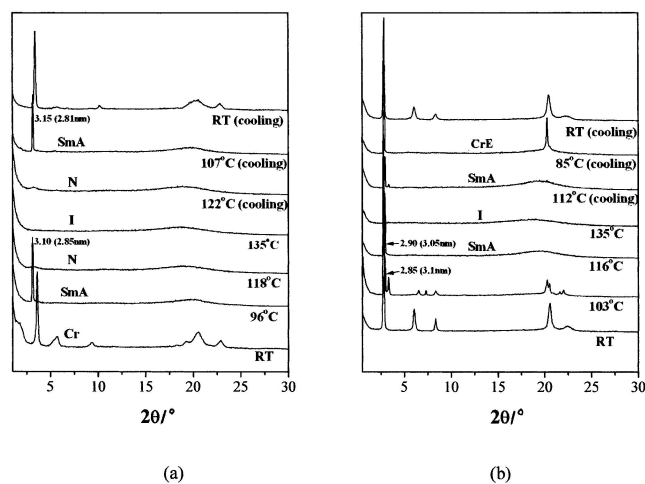 3.15 (2.81nm)
RT (cooling)
SmA
107°C (cooling)
N
122°C (cooling)
I
135°C
3.10 (2.85nm)
N
118°C
SmA
96°C
Cr
RT
5 10 15 20 25 30
2θ/°
(a)
RT (cooling)
CrE
85°C (cooling)
SmA
112°C (cooling)
I
135°C
2.90 (3.05nm)
SmA
116°C
2.85 (3.1nm)
103°C
RT
5 10 15 20 25 30
2θ/°
(b)